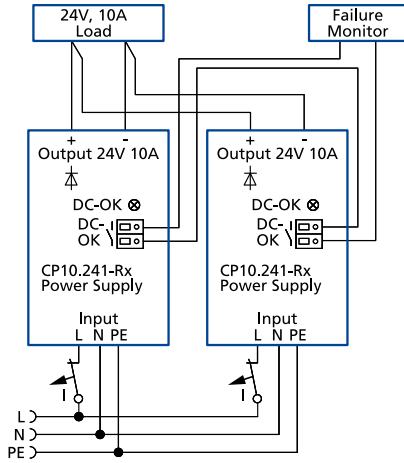 24V, 10A
Load
Failure
Monitor
+ -
Output 24V 10A
DC-OK
DC-
OK
CP10.241-Rx
Power Supply
Input
L N PE
I
+ -
Output 24V 10A
DC-OK
DC-
OK
CP10.241-Rx
Power Supply
Input
L N PE
I
L
N
PE